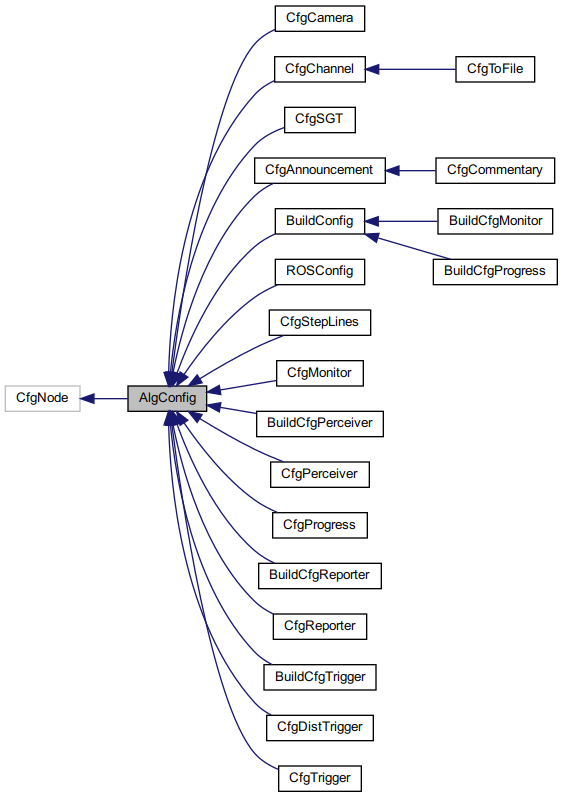 CfgCamera
CfgChannel
CfgToFile
CfgSGT
CfgAnnouncement
CfgCommentary
BuildConfig
BuildCfgMonitor
BuildCfgProgress
ROSConfig
CfgStepLines
CfgMonitor
CfgNode
AlgConfig
BuildCfgPerceiver
CfgPerceiver
CfgProgress
BuildCfgReporter
CfgReporter
BuildCfgTrigger
CfgDistTrigger
CfgTrigger